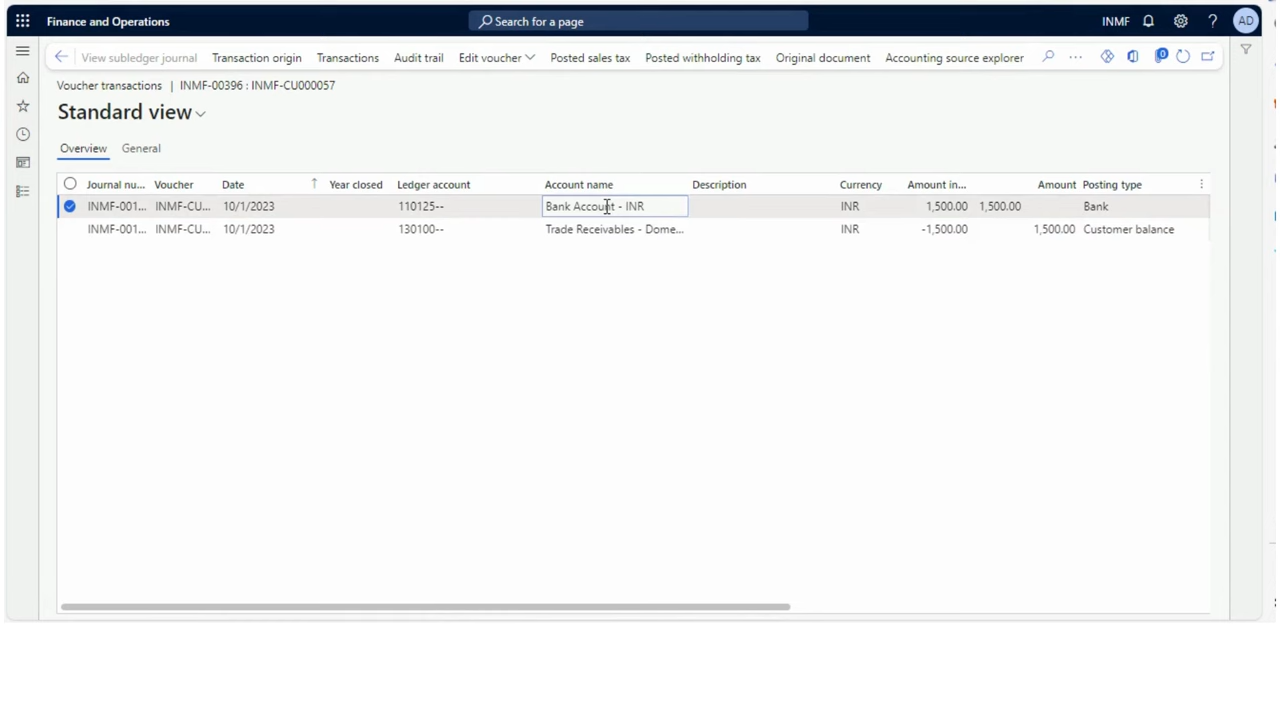 Finance and Operations Search for a page INMF ? AD
View subledger journal Transaction origin Transactions Audit trail Edit voucher Posted sales tax Posted withholding tax Original document Accounting source explorer ... 0
Voucher transactions | INMF-00396 : INMF-CU000057
Standard view
Overview General
Journal nu... Voucher Date Year closed Ledger account Account name Description Currency Amount in... Amount Posting type
INMF-001... INMF-CU... 10/1/2023 110125-- Bank Account - INR INR 1,500.00 1,500.00 Bank
INMF-001... INMF-CU... 10/1/2023 130100-- Trade Receivables - Dome... INR -1,500.00 1,500.00 Customer balance